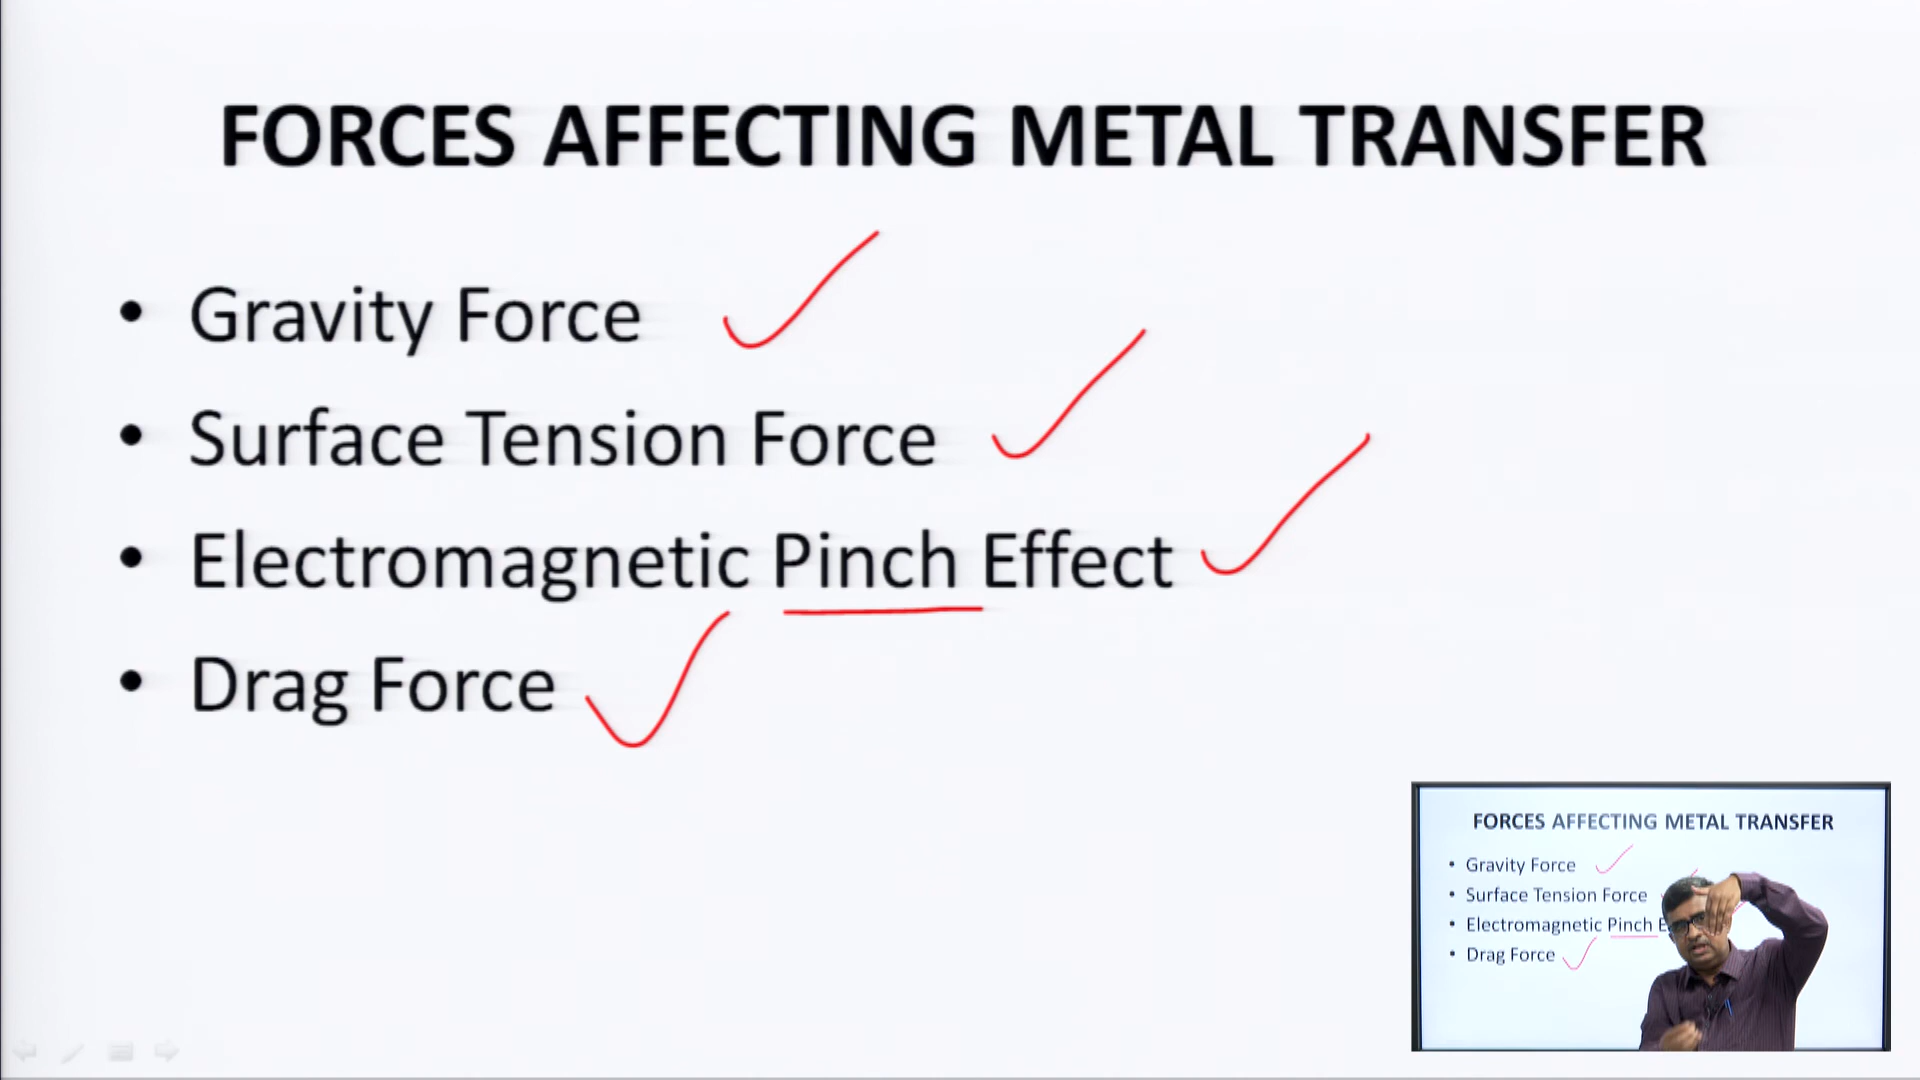 FORCES AFFECTING METAL TRANSFER
• Gravity Force
• Surface Tension Force
• Electromagnetic Pinch Effect
• Drag Force
FORCES AFFECTING METAL TRANSFER
• Gravity Force
• Surface Tension Force
• Electromagnetic Pinch E
• Drag Force